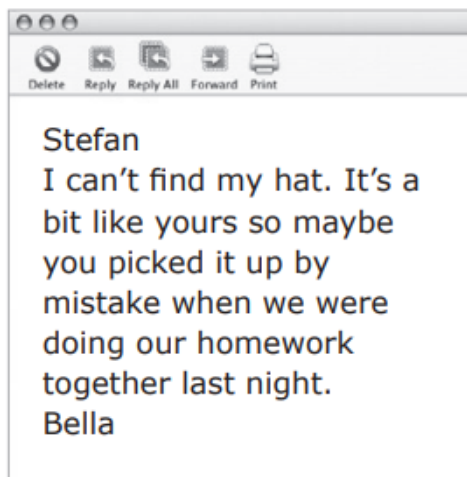 Delete Reply Reply All Forward Print
Stefan
I can't find my hat. It's a
bit like yours so maybe
you picked it up by
mistake when we were
doing our homework
together last night.
Bella